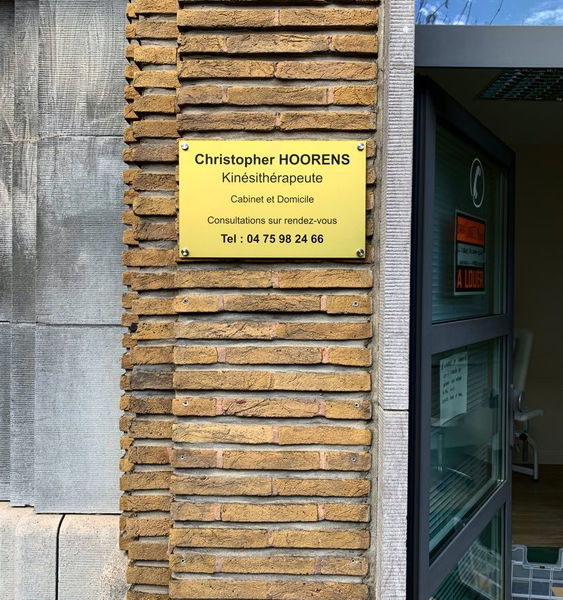 Christopher HOORENS
Kinésithérapeute
Cabinet et Domicile
Consultations sur rendez-vous
Tel : 04 75 98 24 66
A LOUER